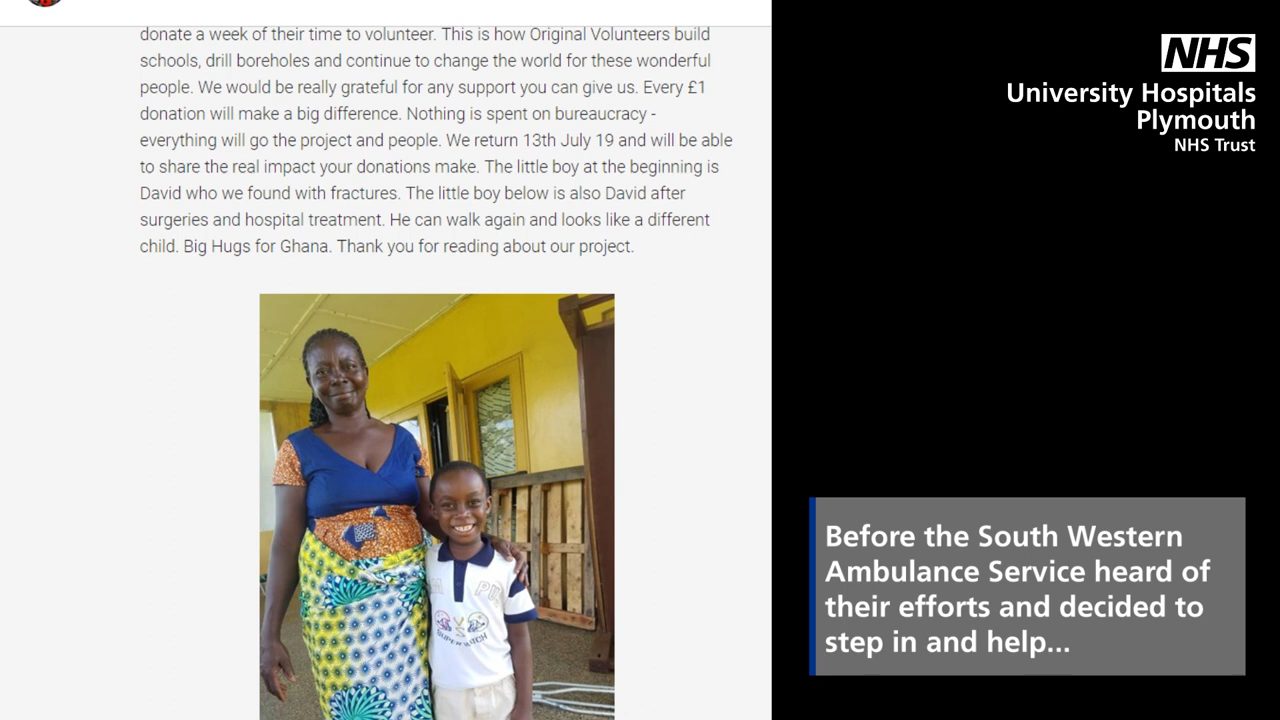 donate a week of their time to volunteer. This is how Original Volunteers build
schools, drill boreholes and continue to change the world for these wonderful
people. We would be really grateful for any support you can give us. Every £1
donation will make a big difference. Nothing is spent on bureaucracy -
everything will go the project and people. We return 13th July 19 and will be able
to share the real impact your donations make. The little boy at the beginning is
David who we found with fractures. The little boy below is also David after
surgeries and hospital treatment. He can walk again and looks like a different
child. Big Hugs for Ghana. Thank you for reading about our project.
NHS
University Hospitals
Plymouth
NHS Trust
Before the South Western
Ambulance Service heard of
their efforts and decided to
step in and help...